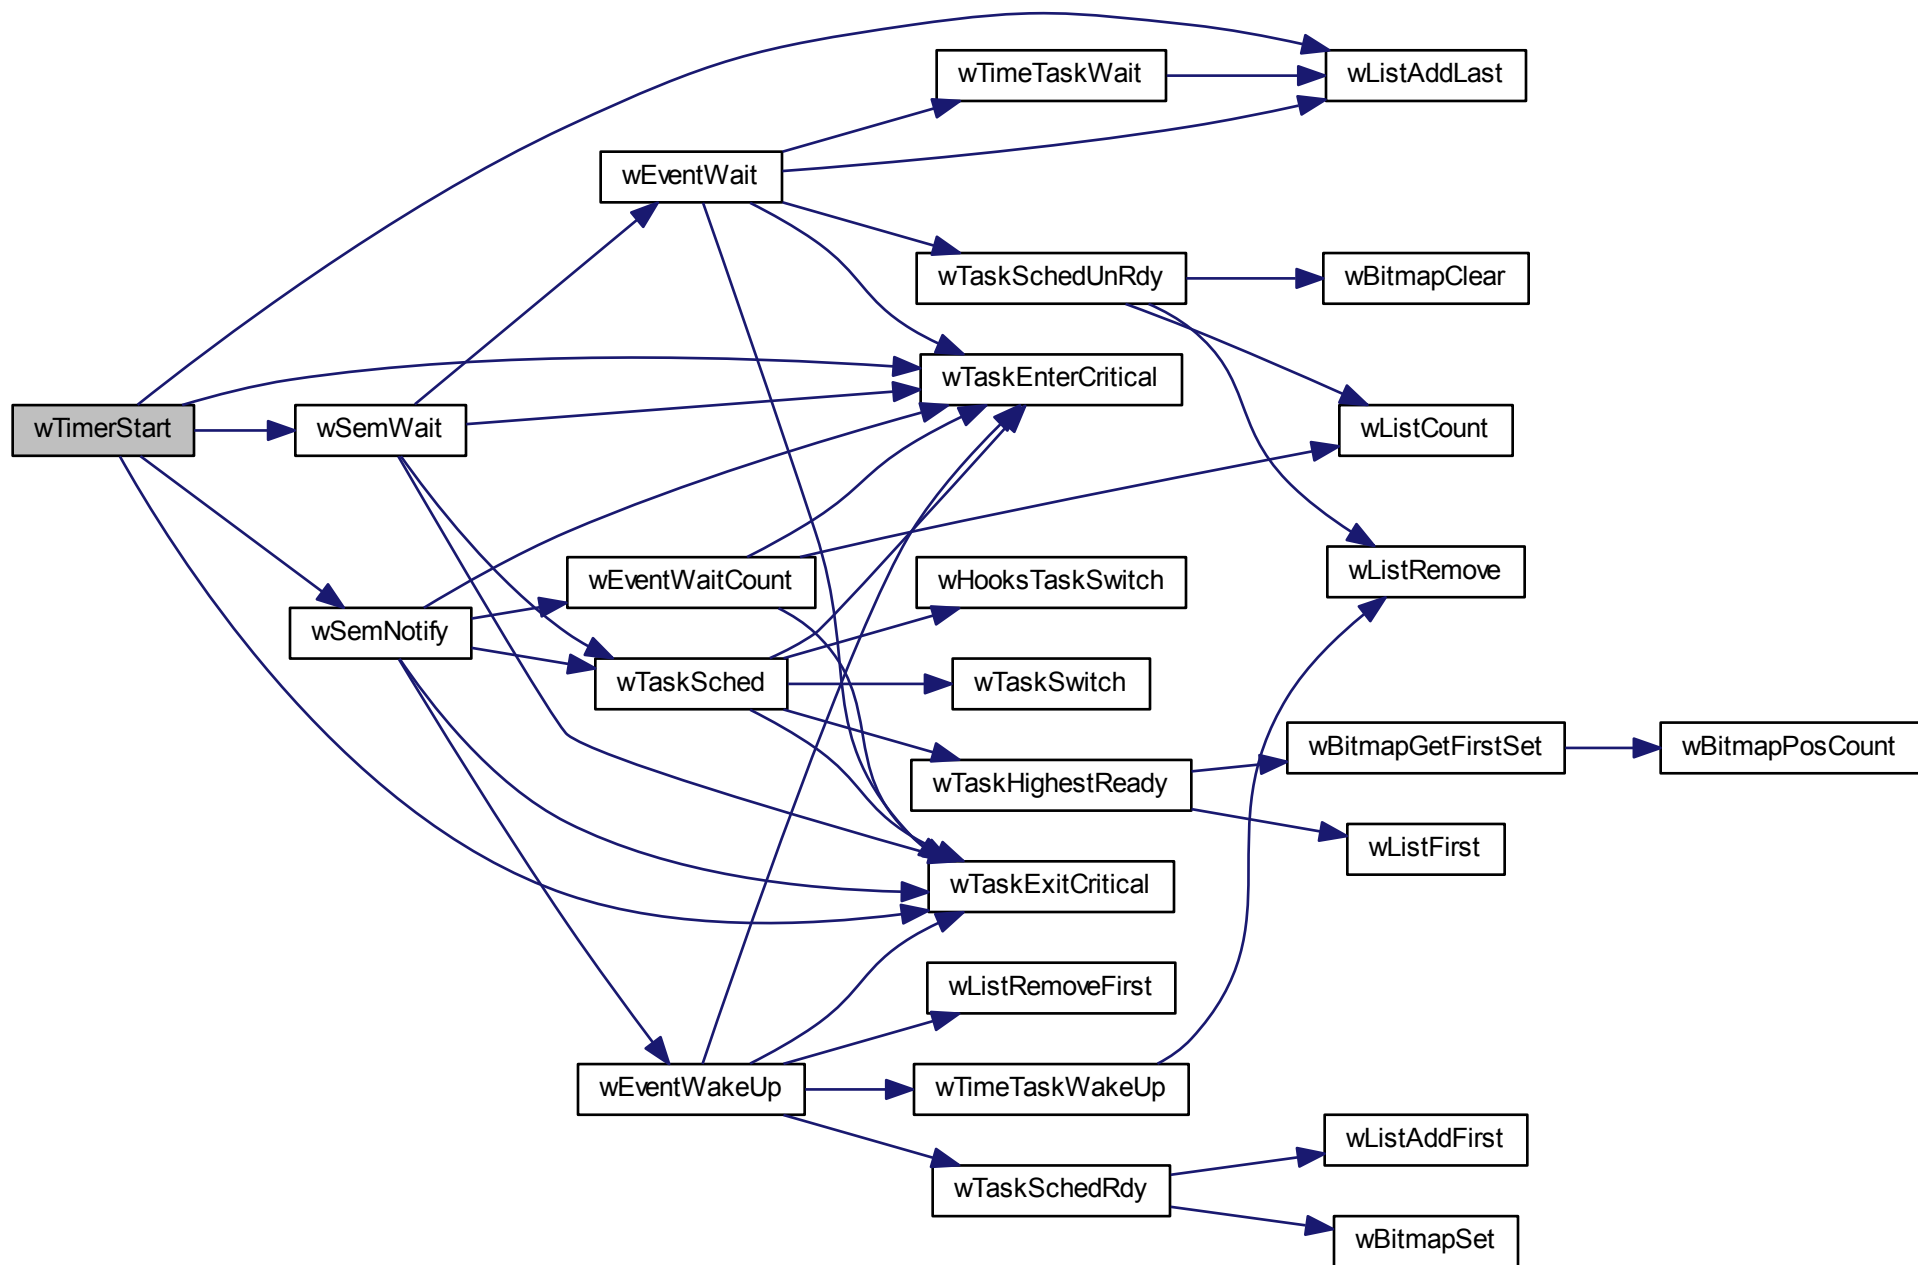 wTimeTaskWait
wListAddLast
wEventWait
wTaskSchedUnRdy
wBitmapClear
wTaskEnterCritical
wTimerStart
wSemWait
wListCount
wEventWaitCount
wHooksTaskSwitch
wListRemove
wSemNotify
wTaskSched
wTaskSwitch
wBitmapGetFirstSet
wBitmapPosCount
wTaskHighestReady
wListFirst
wTaskExitCritical
wListRemoveFirst
wEventWakeUp
wTimeTaskWakeUp
wListAddFirst
wTaskSchedRdy
wBitmapSet